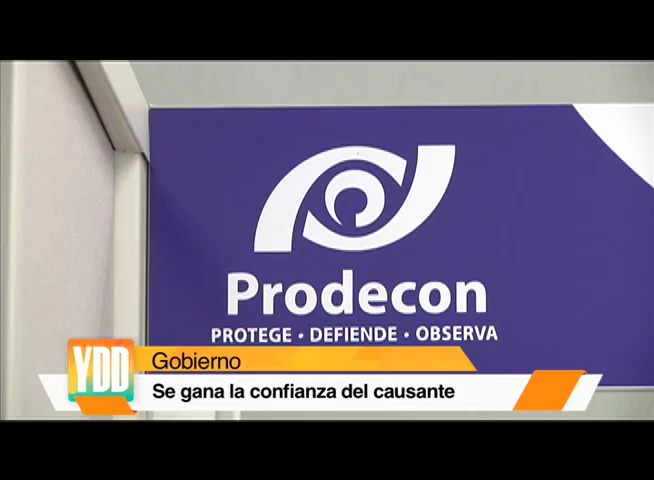 Prodecon
PROTEGE · DEFIENDE · OBSERVA
YDD
Gobierno
Se gana la confianza del causante